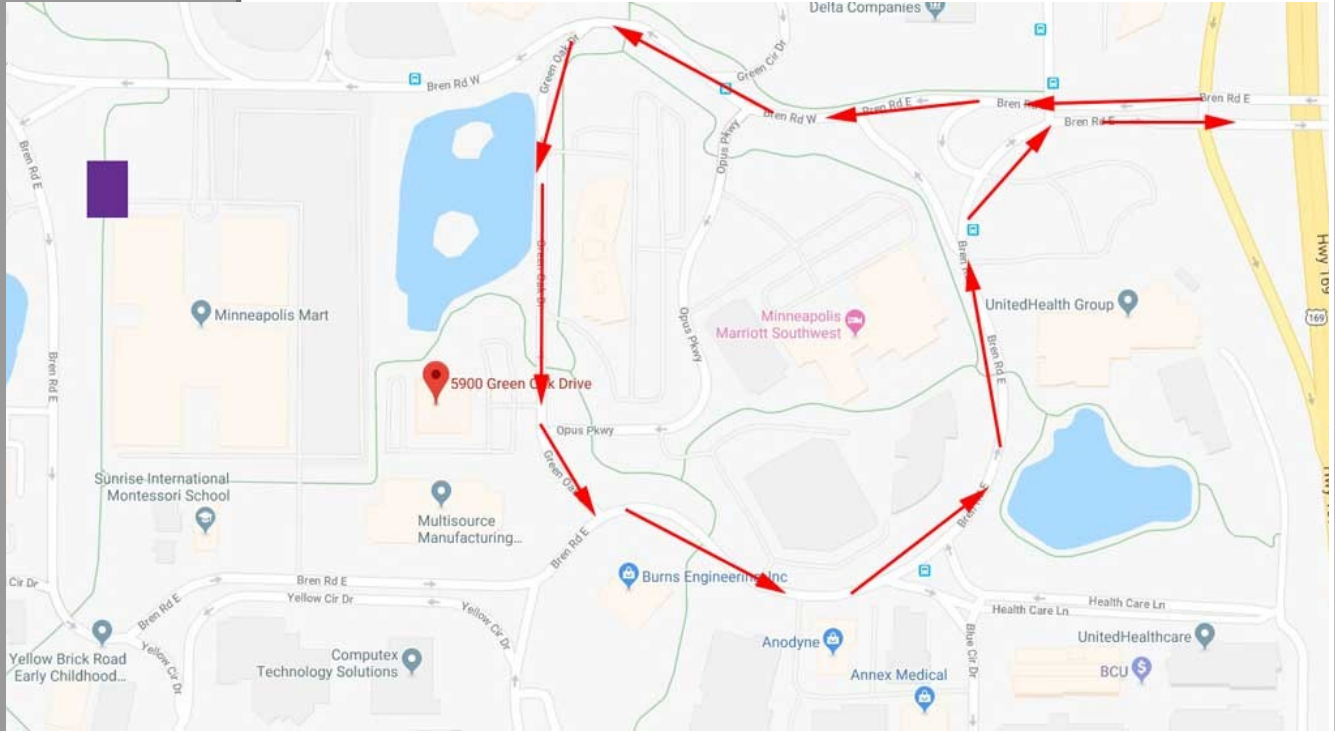 Delta Companies
Green Cir Dr
Green Oak Dr
Bren Rd W
Bren Rd E
Bren Rd E
Bren Rd W
Bren Rd E
Opus Pkwy
Bren Rd E
Hwy 169
169
Green Oak Dr
Minneapolis Mart
UnitedHealth Group
Minneapolis
Marriott Southwest
Opus Pkwy
Bren Rd E
Bren Rd E
5900 Green Oak Drive
Opus Pkwy
Green Oa
Sunrise International
Montessori School
Multisource
Manufacturing...
Bren Rd E
Bren Rd E
Burns Engineering Inc
Cir Dr
Bren Rd E
Yellow Cir Dr
Bren Rd E
Yellow Cir Dr
Health Care Ln
Health Care Ln
Yellow Cir Dr
Blue Cir Dr
Anodyne
UnitedHealthcare
Yellow Brick Road
Early Childhood...
Computex
Technology Solutions
BCU
Annex Medical